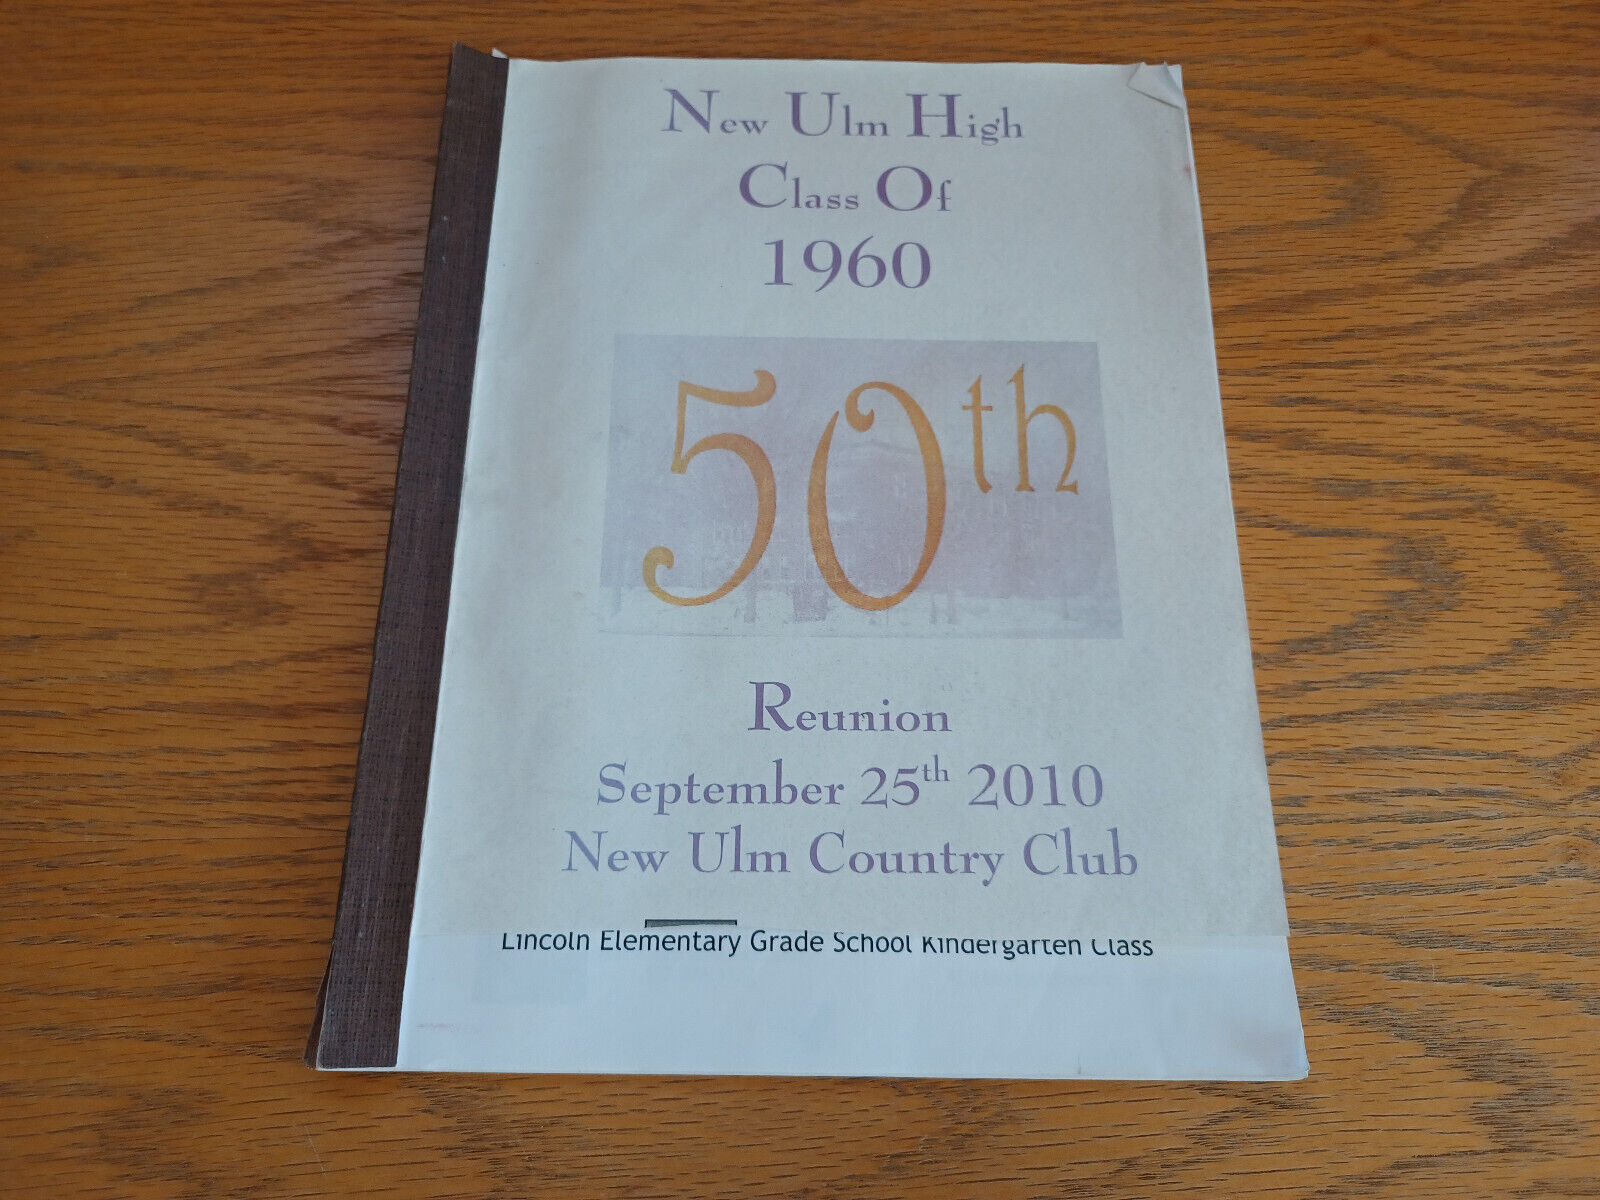 New Ulm High
Class Of
1960
50th
Reunion
September 25th 2010
New Ulm Country Club
Lincoln Elementary Grade School Kindergarten Class